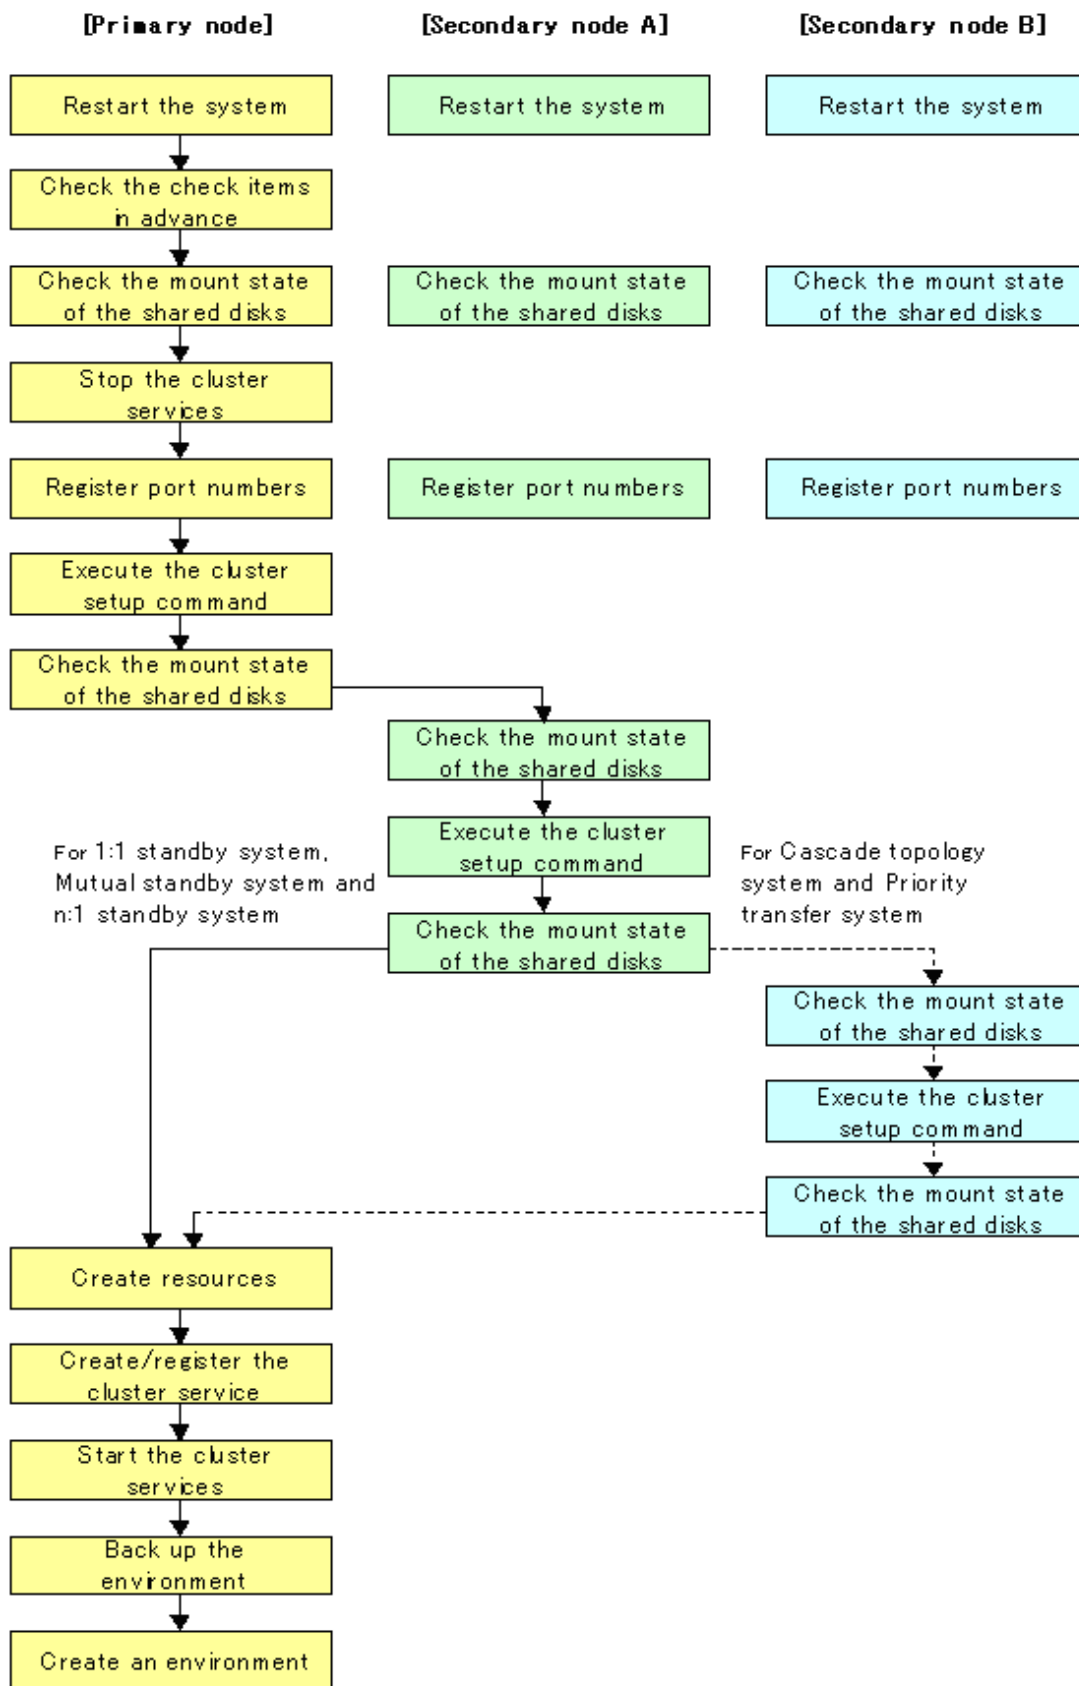 [Primary node]
[Secondary node A]
[Secondary node B]
Restart the system
Restart the system
Restart the system
Check the check items
in advance
Check the mount state
of the shared disks
Check the mount state
of the shared disks
Check the mount state
of the shared disks
Stop the cluster
services
Register port numbers
Register port numbers
Register port numbers
Execute the cluster
setup command
Check the mount state
of the shared disks
Check the mount state
of the shared disks
Execute the cluster
setup command
For 1:1 standby system,
Mutual standby system and
n:1 standby system
For Cascade topology
system and Priority
transfer system
Check the mount state
of the shared disks
Check the mount state
of the shared disks
Execute the cluster
setup command
Check the mount state
of the shared disks
Create resources
Create/register the
cluster service
Start the cluster
services
Back up the
environment
Create an environment